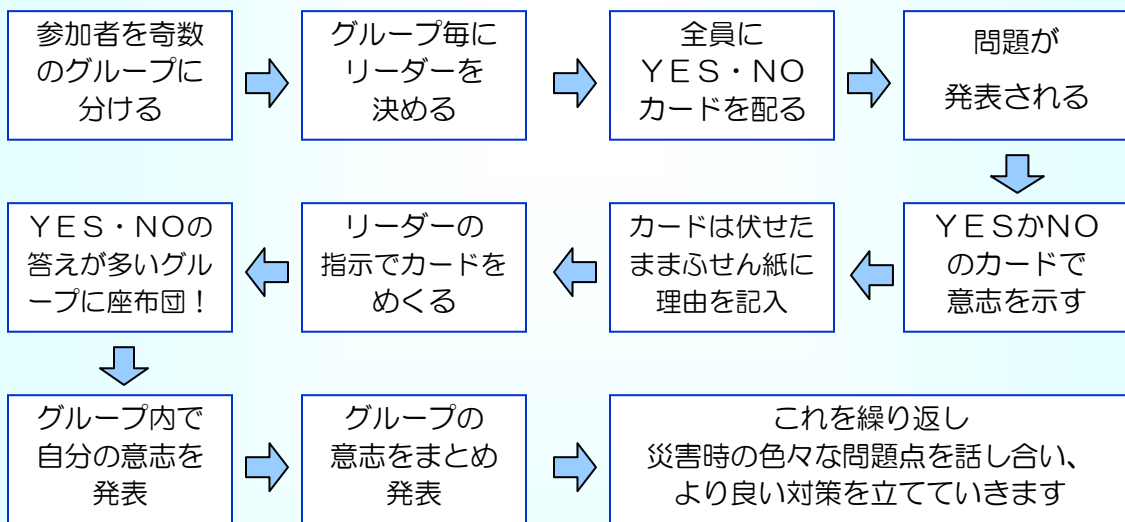 参加者を奇数
のグループに
分ける
グループ毎に
リーダーを
決める
全員に
ＹＥＳ・ＮＯ
カードを配る
問題が
発表される
ＹＥＳかNO
のカードで
意志を示す
カードは伏せた
ままふせん紙に
理由を記入
リーダーの
指示でカードを
めくる
ＹＥＳ・NOの
答えが多いグル
ープに座布団！
グループ内で
自分の意志を
発表
グループの
意志をまとめ
発表
これを繰り返し
災害時の色々な問題点を話し合い、
より良い対策を立てていきます